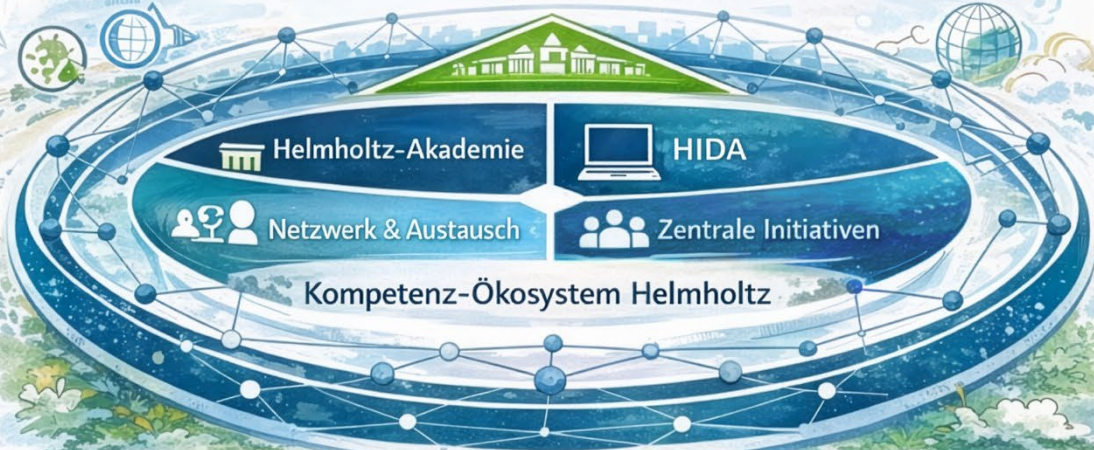 Helmholtz-Akademie
HIDA
Netzwerk & Austausch
Zentrale Initiativen
Kompetenz-Ökosystem Helmholtz